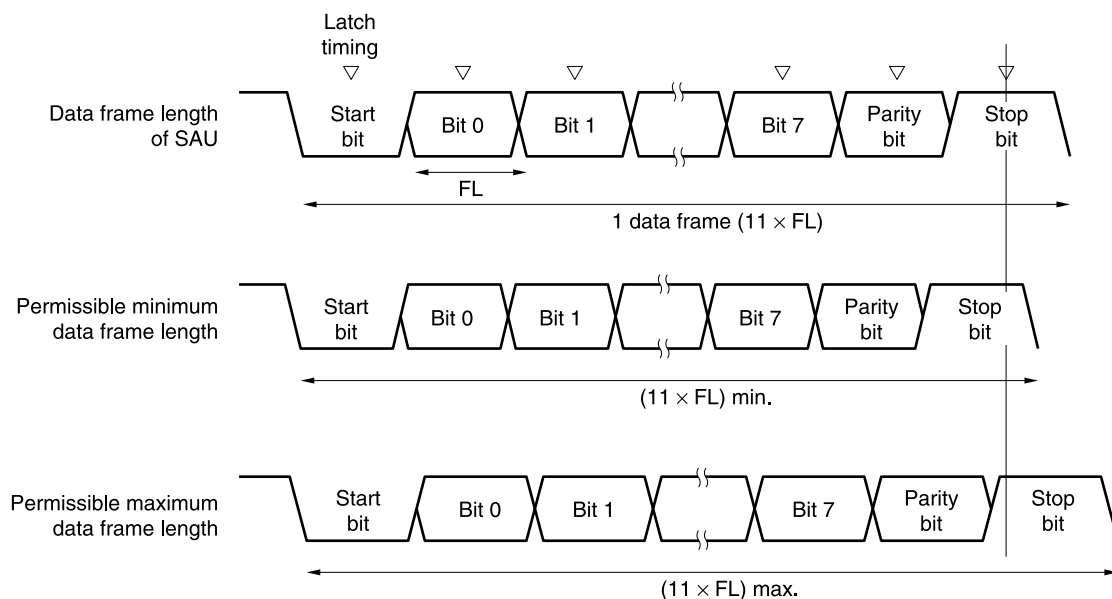 Latch
timing
Data frame length
of SAU
Start
bit
Bit 0
Bit 1
Bit 7
Parity
bit
Stop
bit
FL
1 data frame (11 × FL)
Permissible minimum
data frame length
Start
bit
Bit 0
Bit 1
Bit 7
Parity
bit
Stop
bit
(11 × FL) min.
Permissible maximum
data frame length
Start
bit
Bit 0
Bit 1
Bit 7
Parity
bit
Stop
bit
(11 × FL) max.